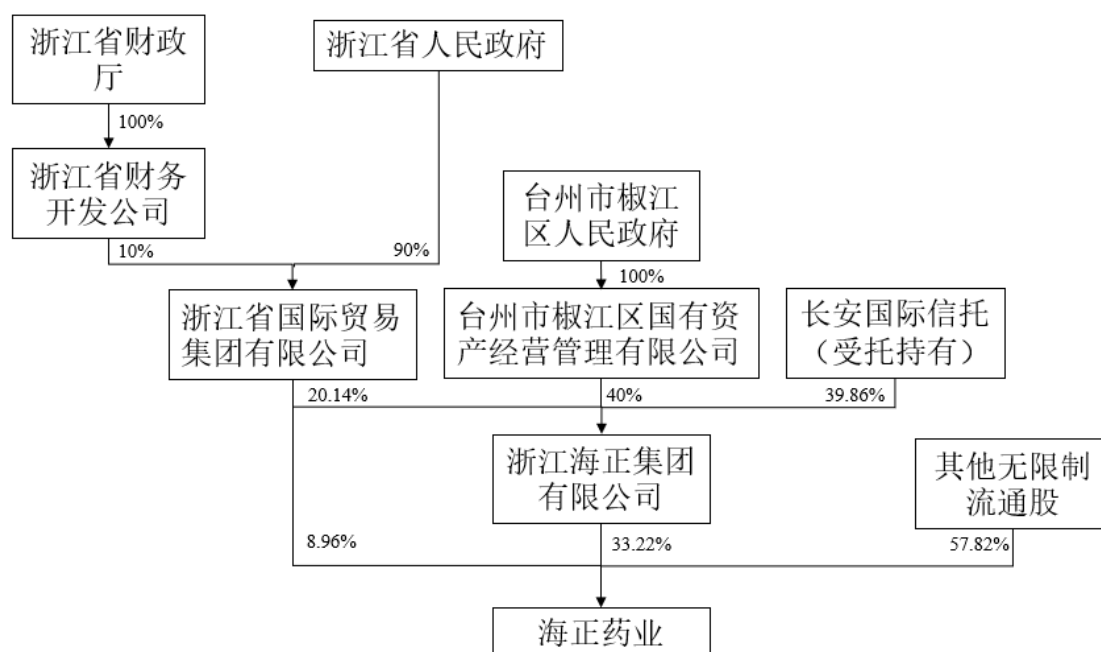 浙江省财政
厅
浙江省人民政府
100%
浙江省财务
开发公司
台州市椒江
区人民政府
10%
90%
100%
浙江省国际贸易
集团有限公司
台州市椒江区国有资
产经营管理有限公司
长安国际信托
（受托持有）
20.14%
40%
39.86%
浙江海正集团
有限公司
其他无限制
流通股
8.96%
33.22%
57.82%
海正药业